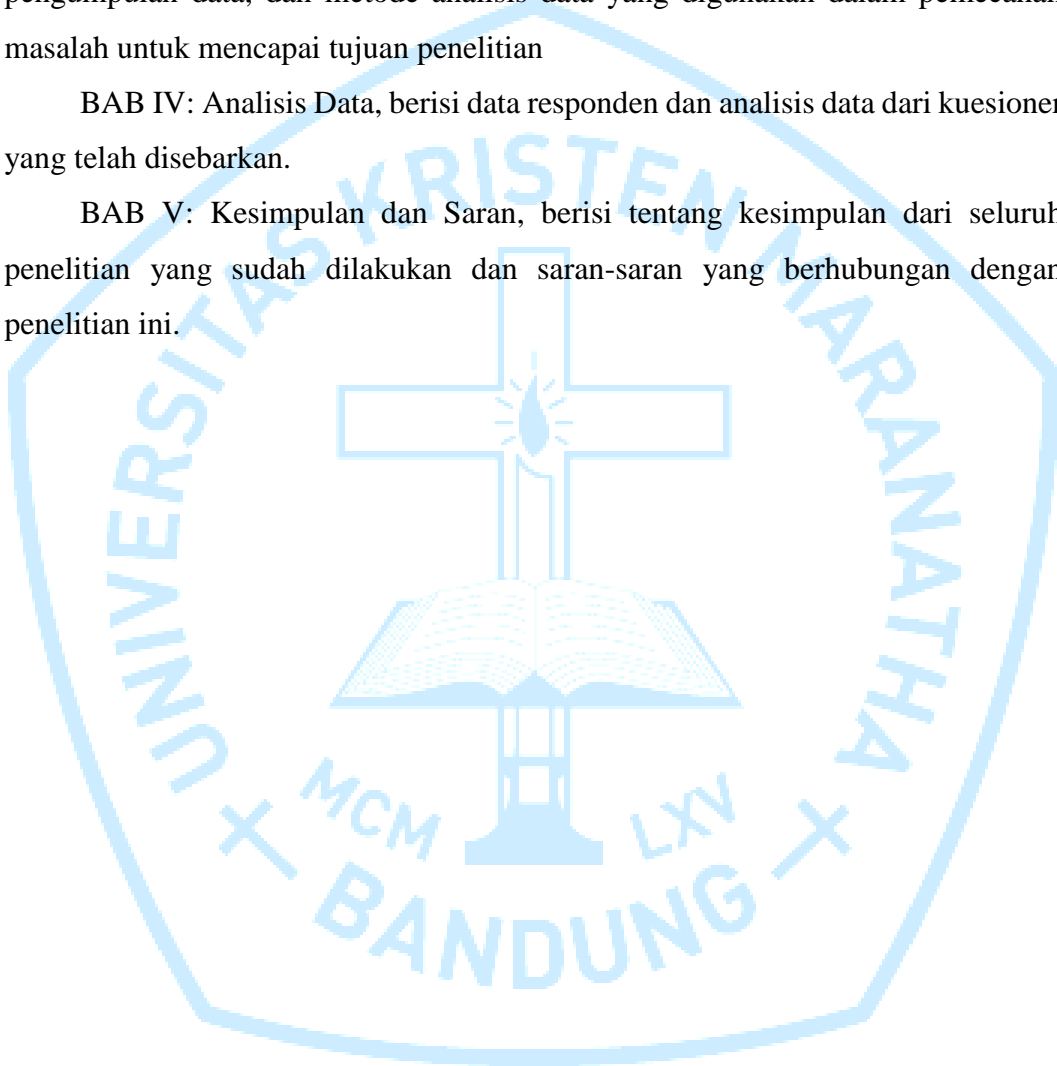 pengumpulan data, dan metode analisis data yang digunakan dalam pemecahan
masalah untuk mencapai tujuan penelitian
BAB IV: Analisis Data, berisi data responden dan analisis data dari kuesioner
yang telah disebarkan.
BAB V: Kesimpulan dan Saran, berisi tentang kesimpulan dari seluruh
penelitian yang sudah dilakukan dan saran-saran yang berhubungan dengan
penelitian ini.
UNIVERSITAS KRISTEN MARANATHA
MCM LXV
BANDUNG